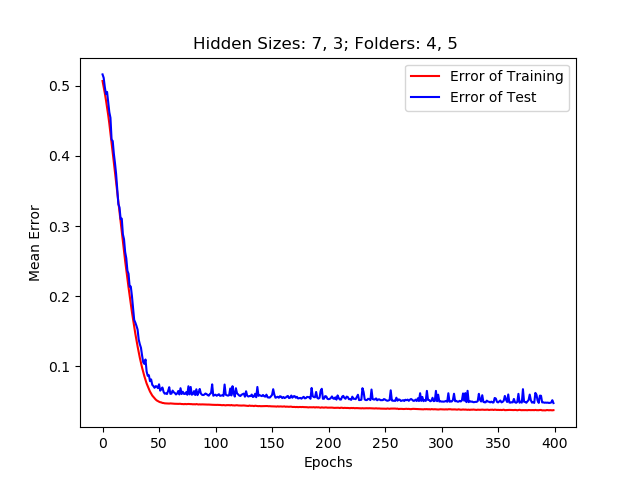 Hidden Sizes: 7, 3; Folders: 4, 5
Error of Training
Error of Test
0.5
0.4
0.3
0.2
0.1
Mean Error
0 50 100 150 200 250 300 350 400
Epochs